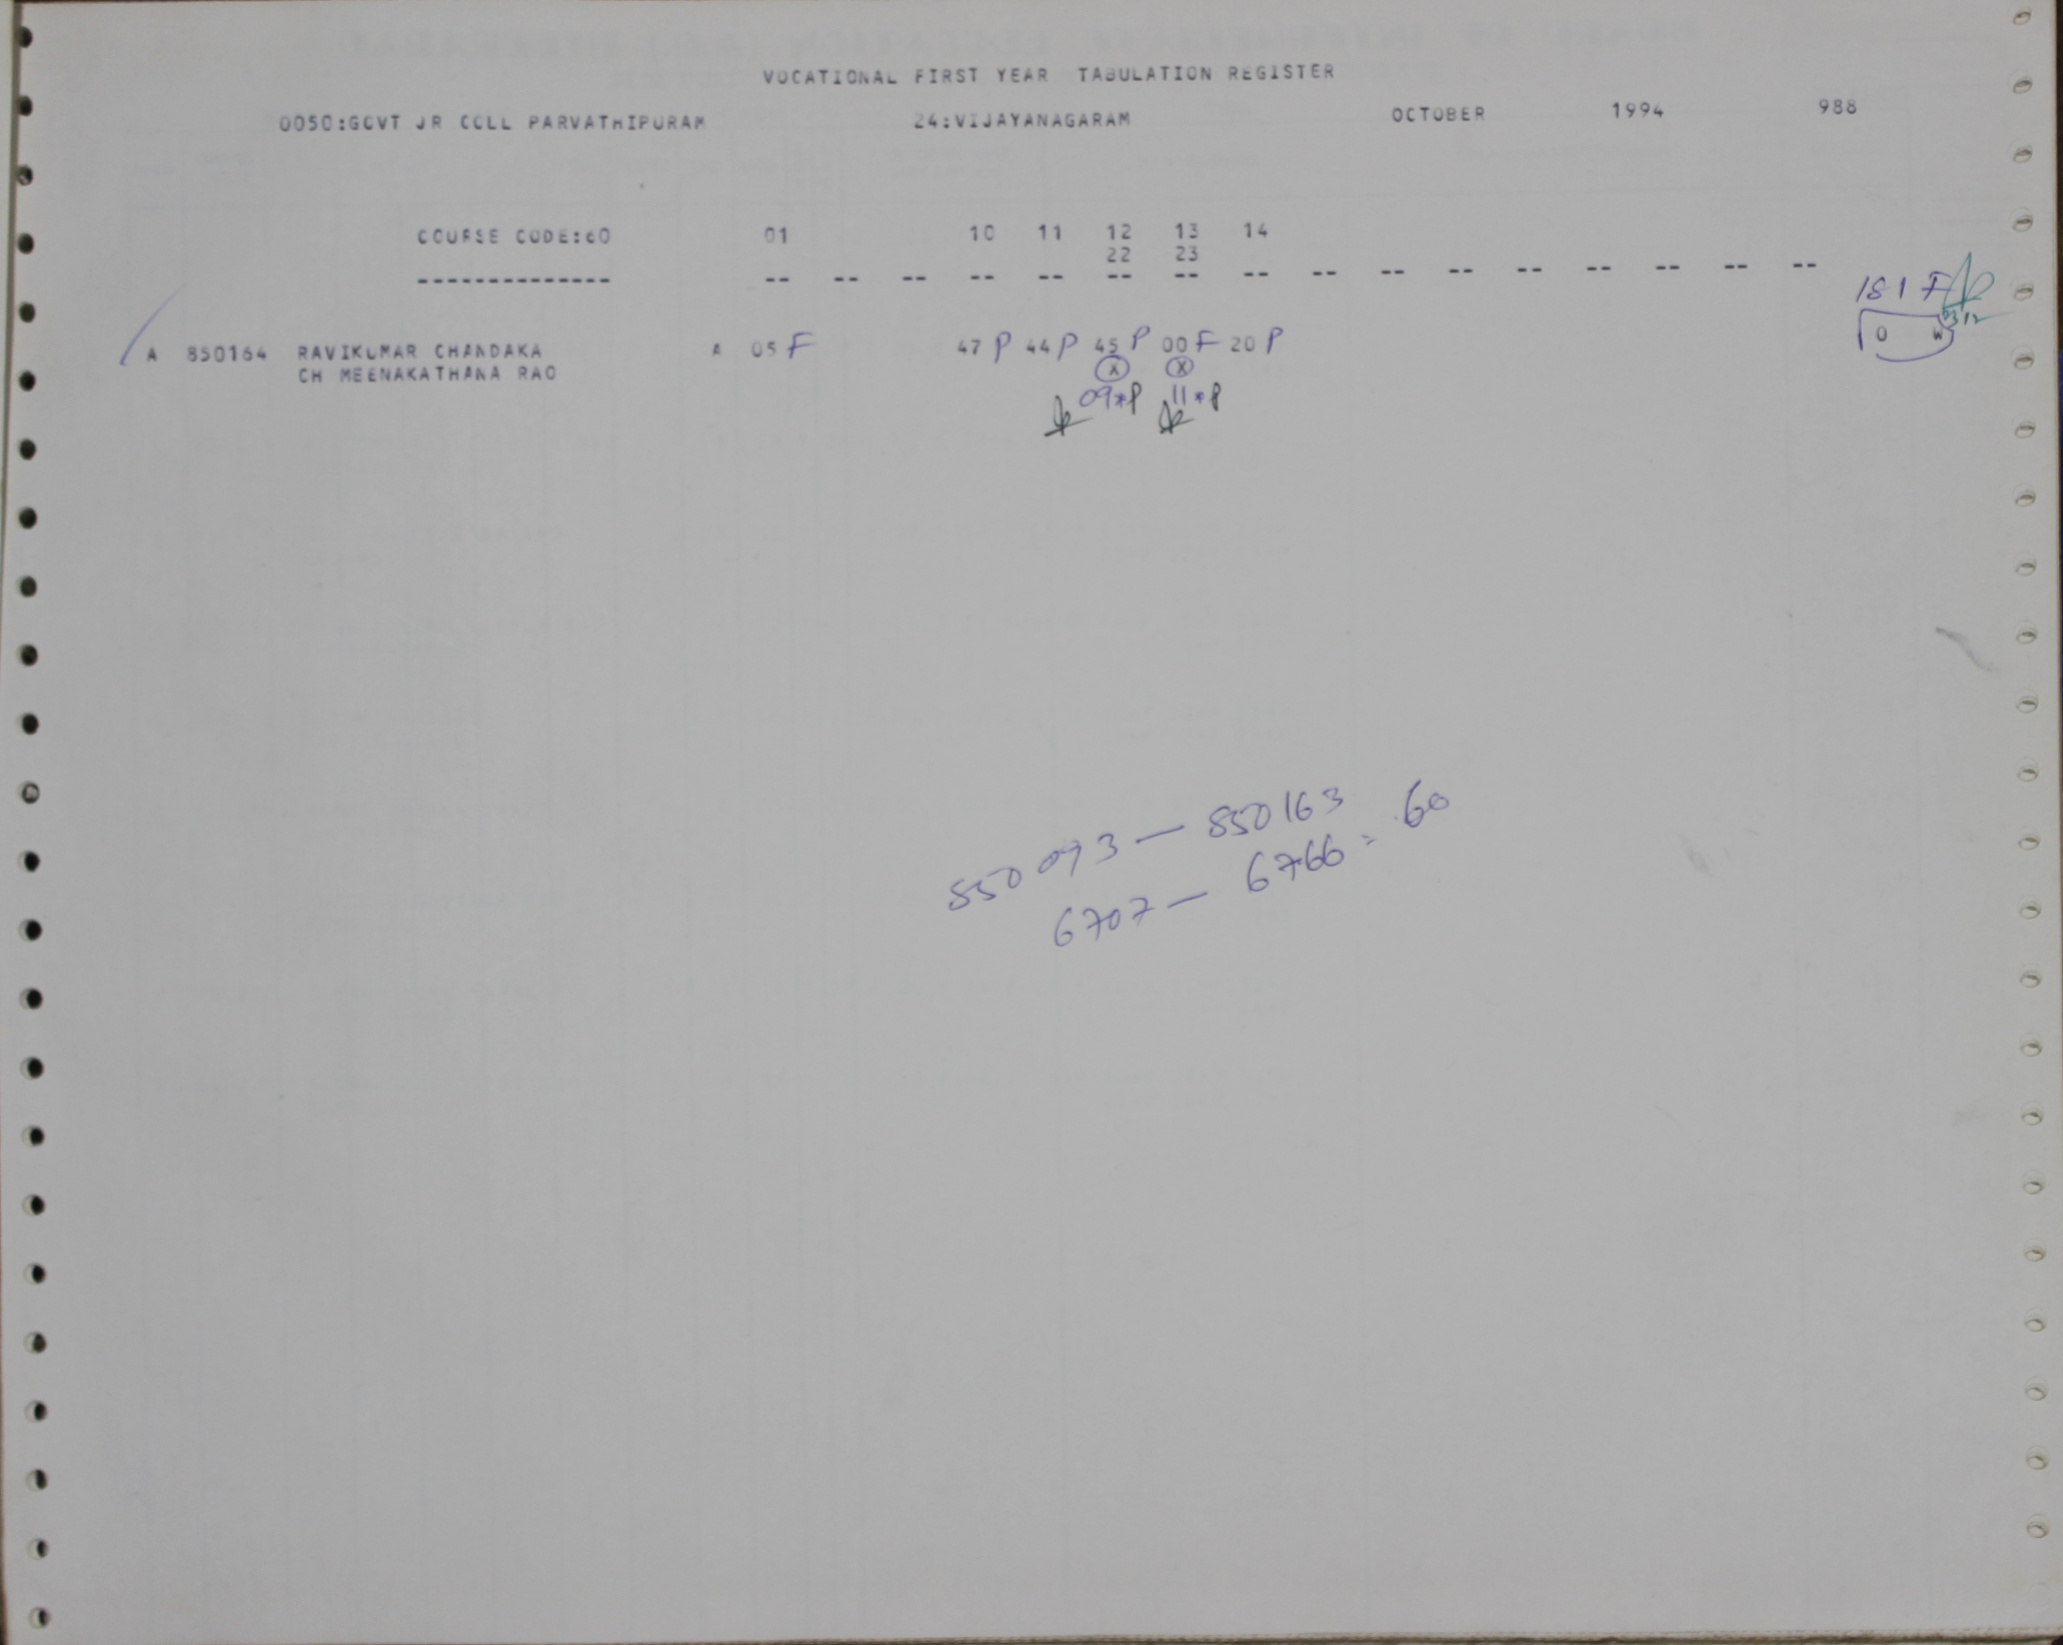 VOCATIONAL FIRST YEAR TABULATION REGISTER
0050:GOVT JR COLL PARVATHIPURAM 24:VIJAYANAGARAM OCTOBER 1994 988
COURSE CODE:60 01 10 11 12 13 14
22 23
-------------- -- -- -- -- -- -- -- -- -- -- -- -- -- -- -- --
181 F
A 850164 RAVIKUMAR CHANDAKA A 05 F 47 P 44 P 45 P 00 F 20 P 0 W
CH MEENAKATHANA RAO X X
09*P 11*P
850093 — 850163
6707 — 6766 = 60